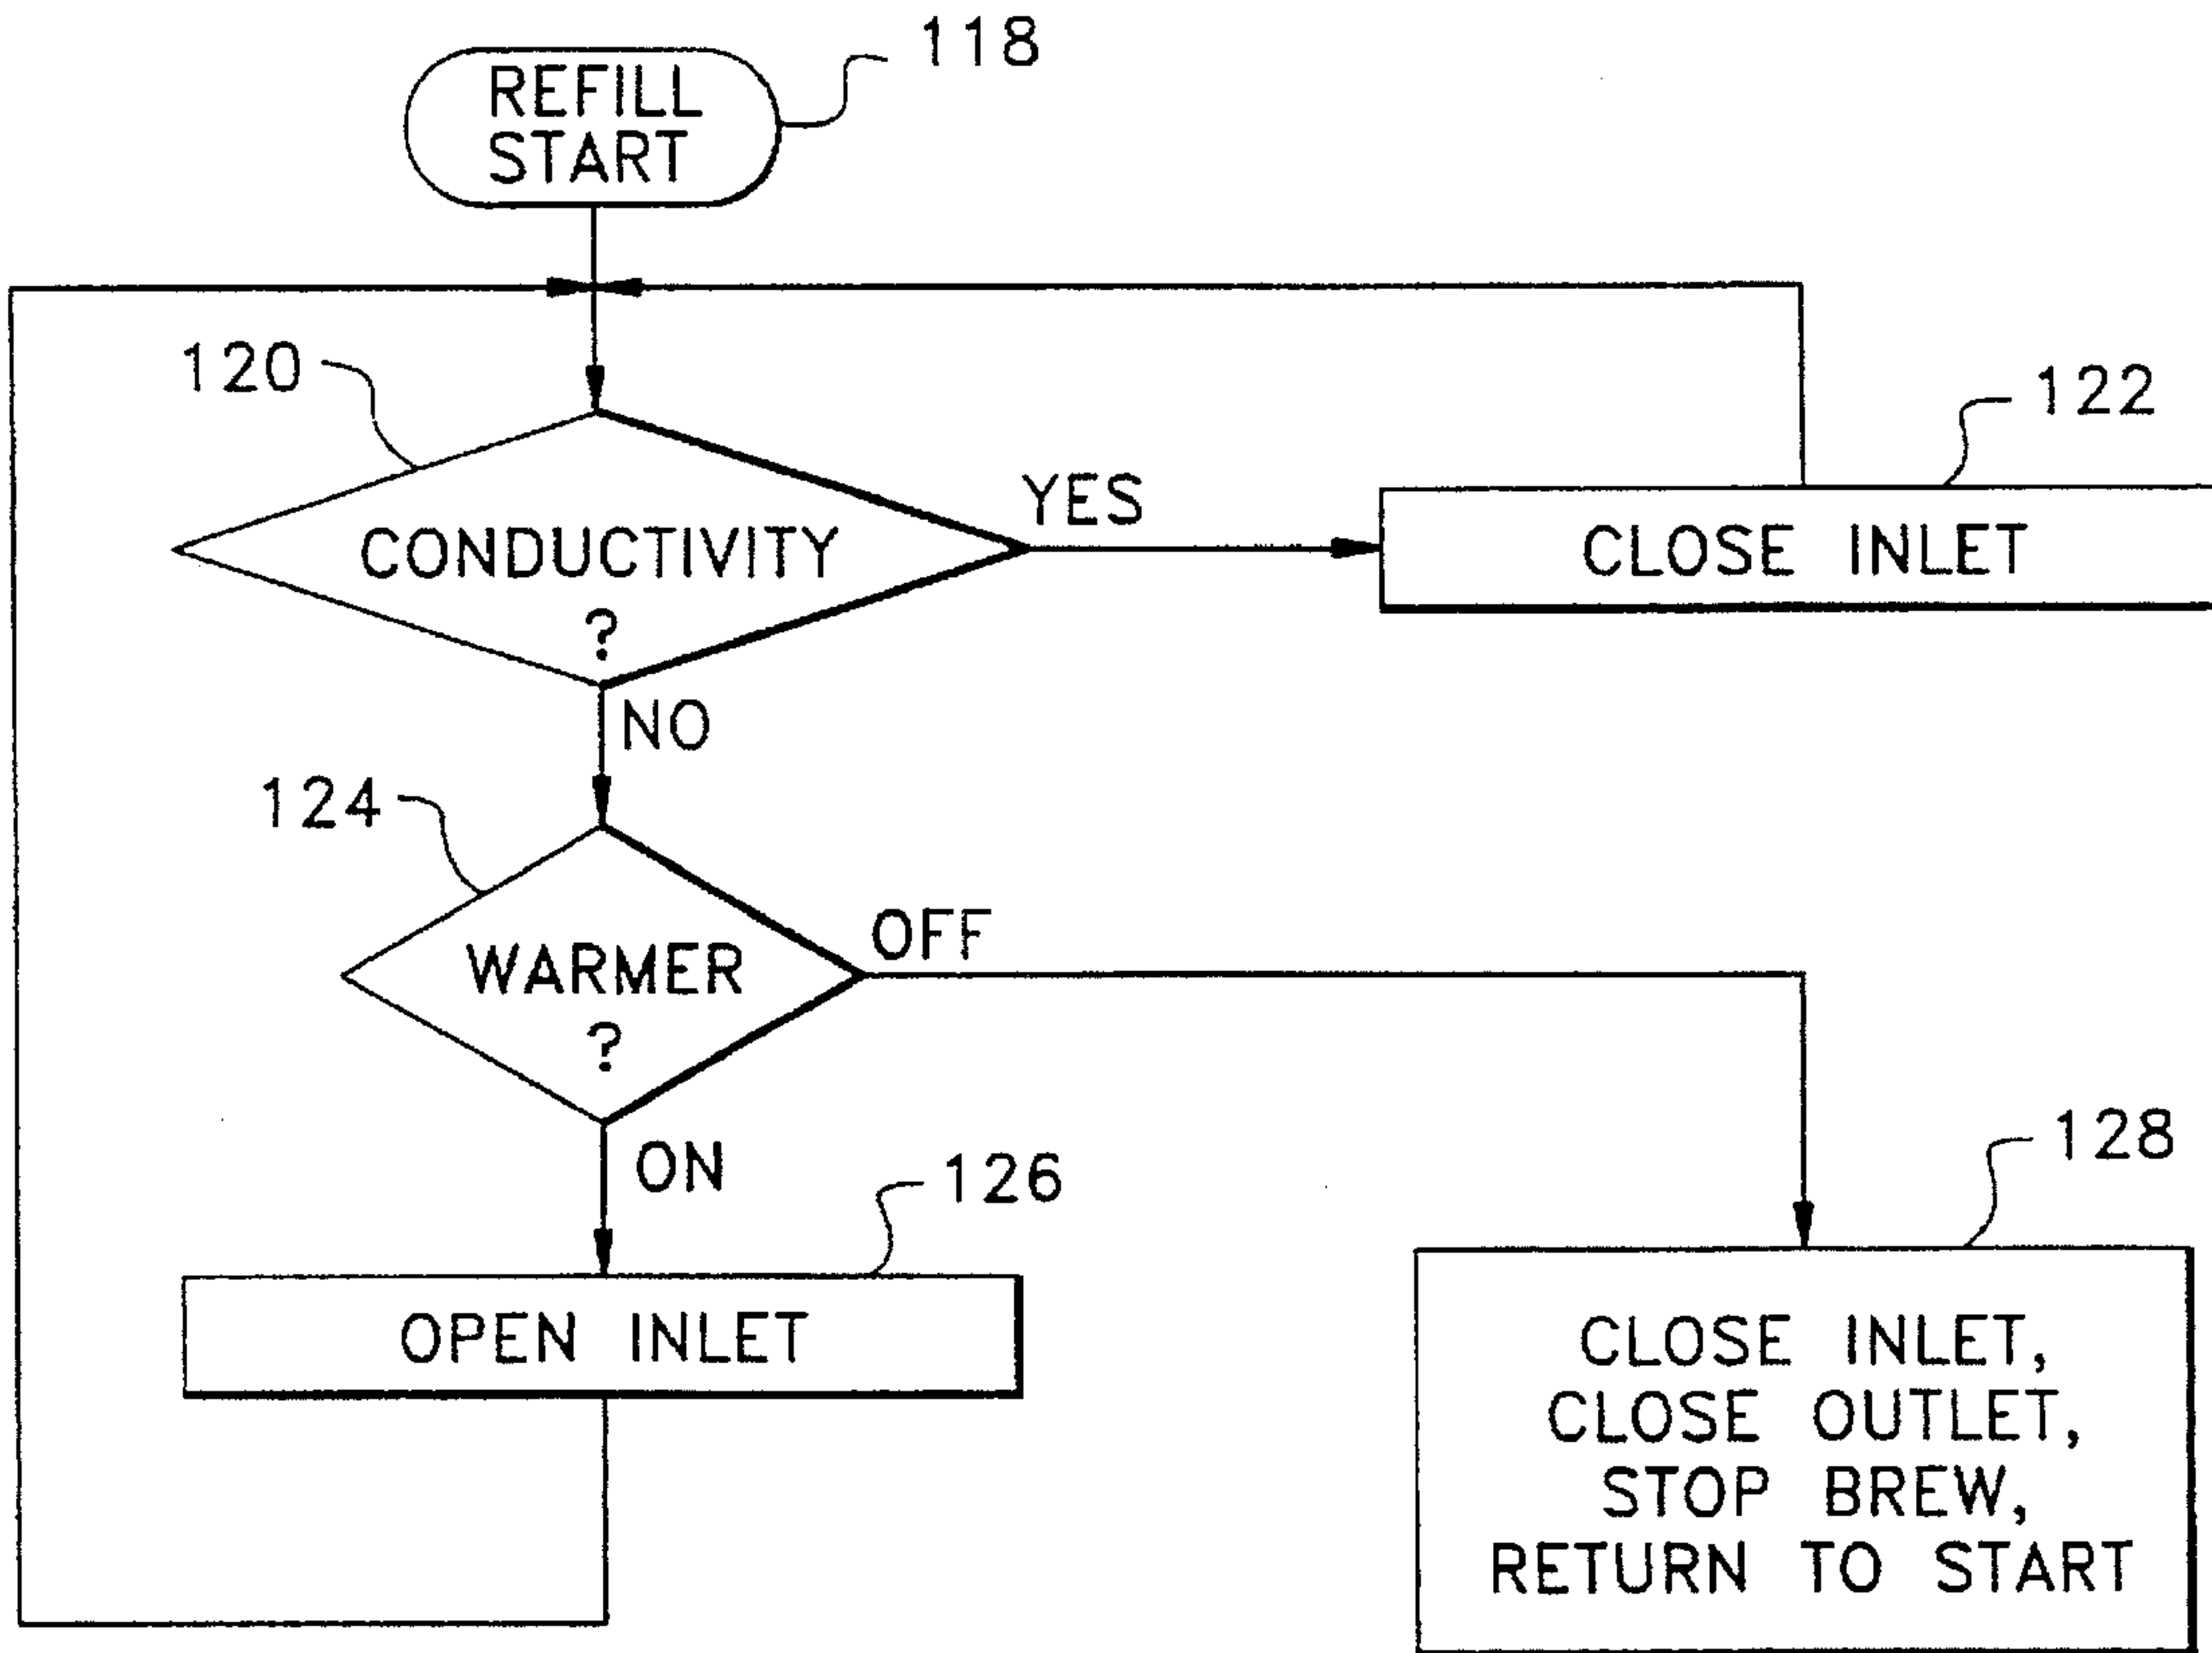 118
REFILL
START
120
122
YES
CONDUCTIVITY
?
CLOSE INLET
NO
124
OFF
WARMER
?
ON
126
128
OPEN INLET
CLOSE INLET,
CLOSE OUTLET,
STOP BREW,
RETURN TO START